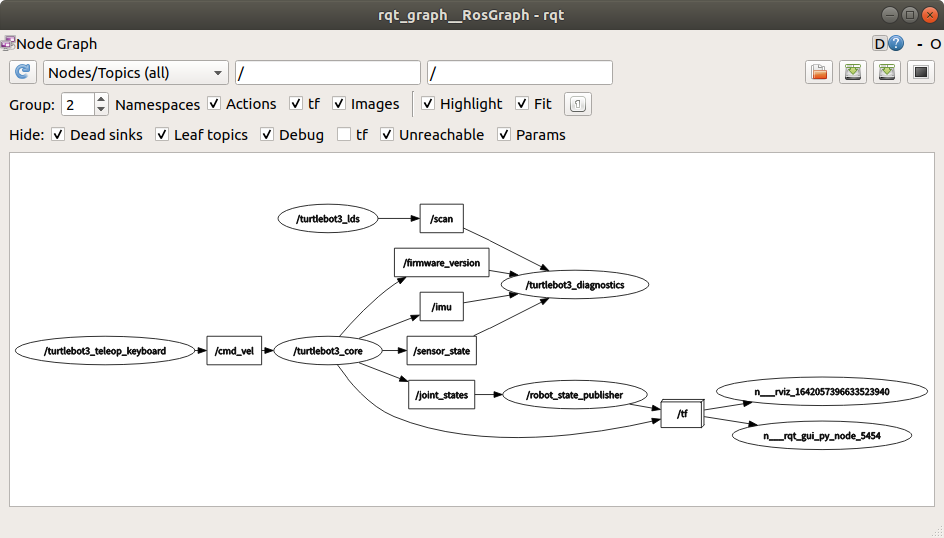 rqt_graph__RosGraph - rqt
Node Graph
D ? - O
Nodes/Topics (all) / /
Group: 2 Namespaces Actions tf Images Highlight Fit
Hide: Dead sinks Leaf topics Debug tf Unreachable Params
/turtlebot3_lds
/scan
/firmware_version
/turtlebot3_diagnostics
/imu
/turtlebot3_teleop_keyboard
/cmd_vel
/turtlebot3_core
/sensor_state
/joint_states
/robot_state_publisher
n___rviz_1642057396633523940
/tf
n___rqt_gui_py_node_5454